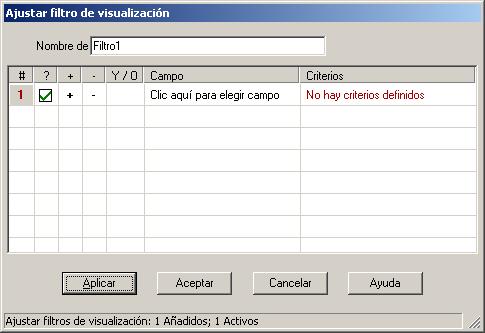 Ajustar filtro de visualización
Nombre de Filtro1
# ? + - Y / O Campo Criterios
1 + - Clic aquí para elegir campo No hay criterios definidos
Aplicar Aceptar Cancelar Ayuda
Ajustar filtros de visualización: 1 Añadidos; 1 Activos